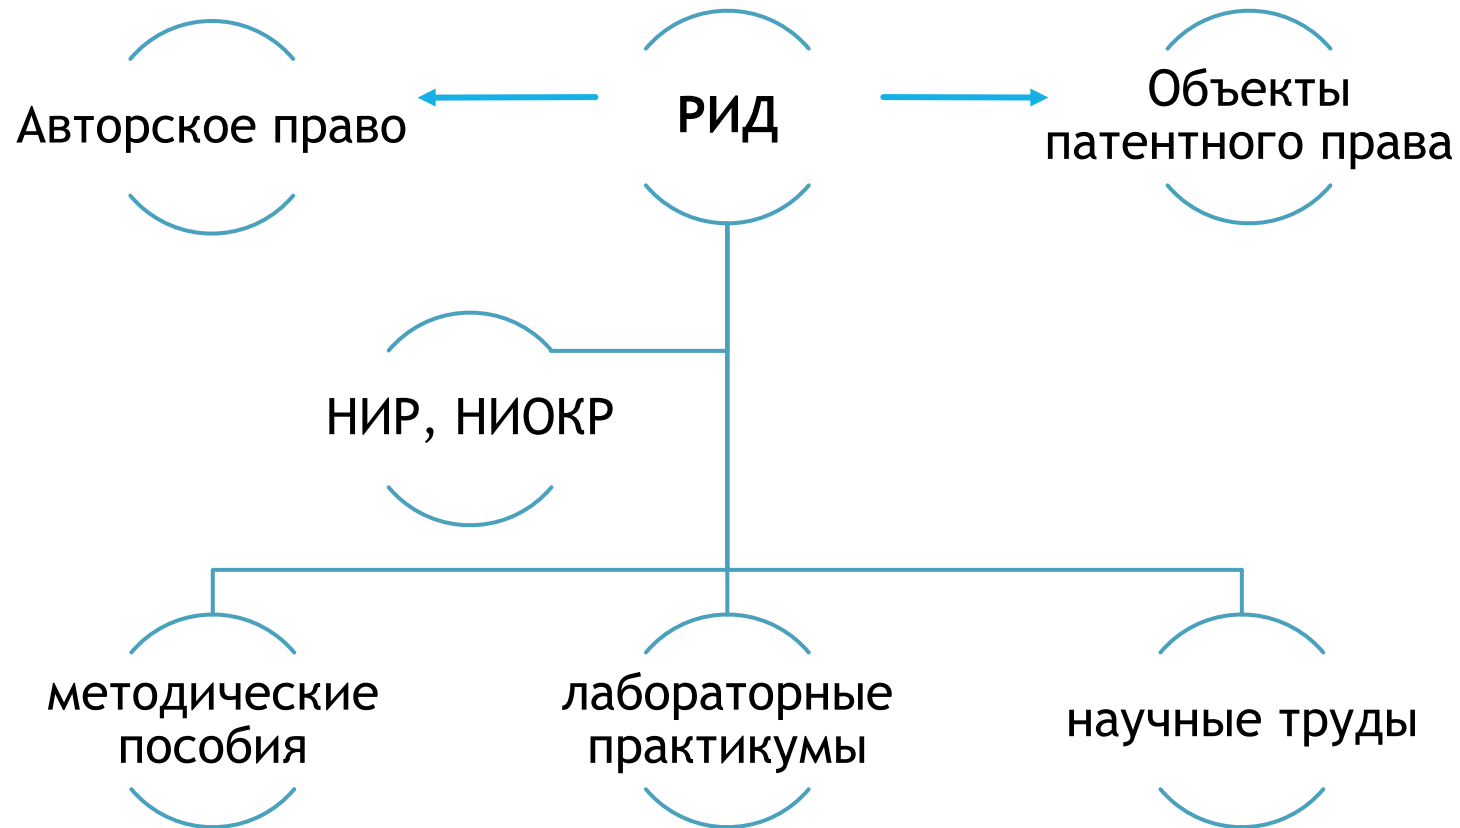 Авторское право
РИД
Объекты
патентного права
НИР, НИОКР
методические
пособия
лабораторные
практикумы
научные труды